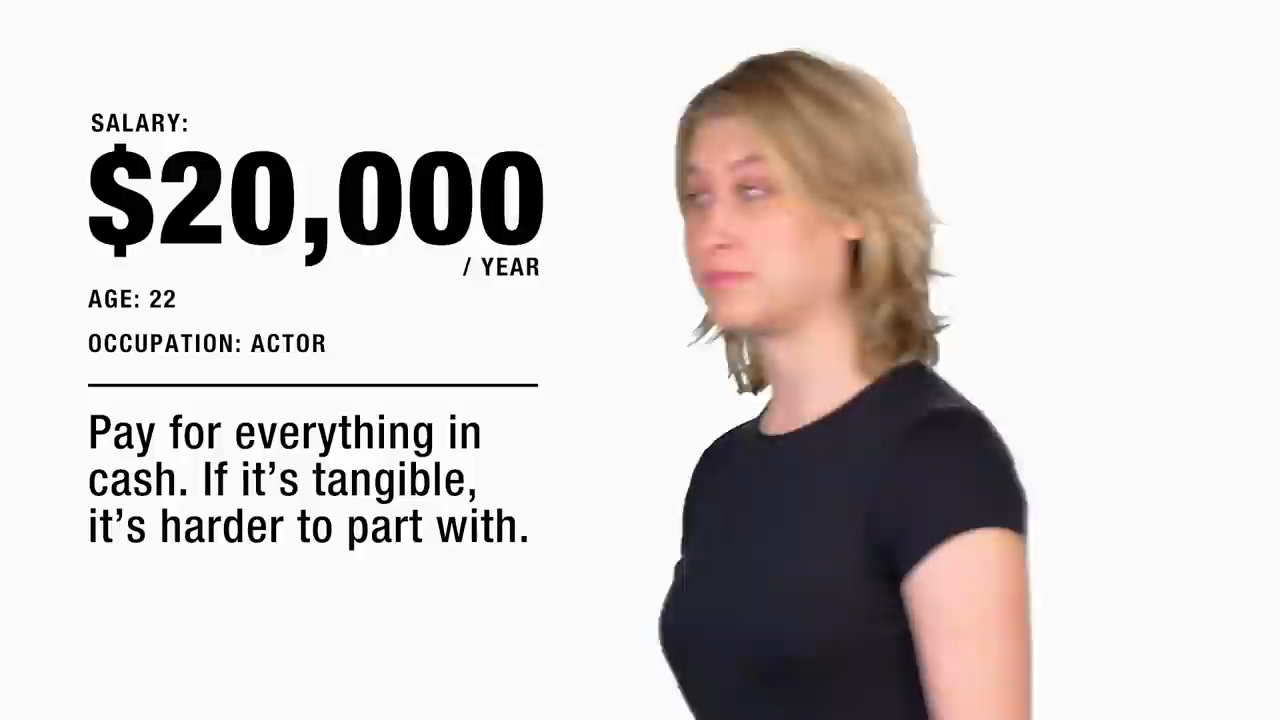 SALARY:
$20,000
/ YEAR
AGE: 22
OCCUPATION: ACTOR
Pay for everything in
cash. If it’s tangible,
it’s harder to part with.